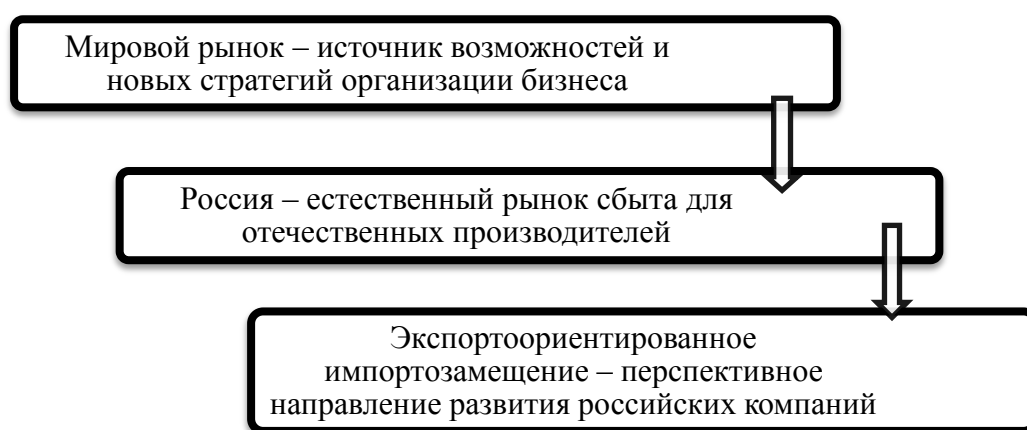 Мировой рынок – источник возможностей и
новых стратегий организации бизнеса
Россия – естественный рынок сбыта для
отечественных производителей
Экспортоориентированное
импортозамещение – перспективное
направление развития российских компаний